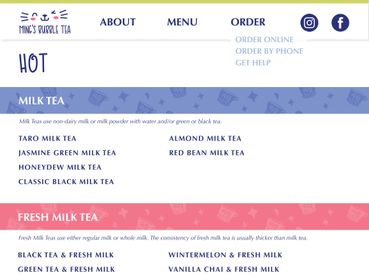 MING'S BUBBLE TEA
ABOUT
MENU
ORDER
ORDER ONLINE
ORDER BY PHONE
GET HELP
HOT
MILK TEA
Milk Teas use non-dairy milk or milk powder with water and/or green or black tea.
TARO MILK TEA
ALMOND MILK TEA
JASMINE GREEN MILK TEA
RED BEAN MILK TEA
HONEYDEW MILK TEA
CLASSIC BLACK MILK TEA
FRESH MILK TEA
Fresh Milk Teas use either regular milk or whole milk. The consistency of fresh milk tea is usually thicker than milk tea.
BLACK TEA & FRESH MILK
WINTERMELON & FRESH MILK
GREEN TEA & FRESH MILK
VANILLA CHAI & FRESH MILK